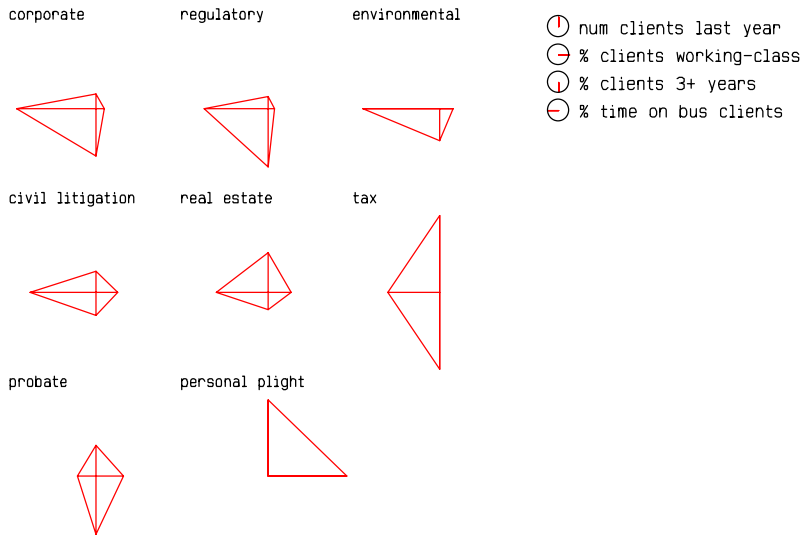 corporate
regulatory
environmental
num clients last year
% clients working-class
% clients 3+ years
% time on bus clients
civil litigation
real estate
tax
probate
personal plight